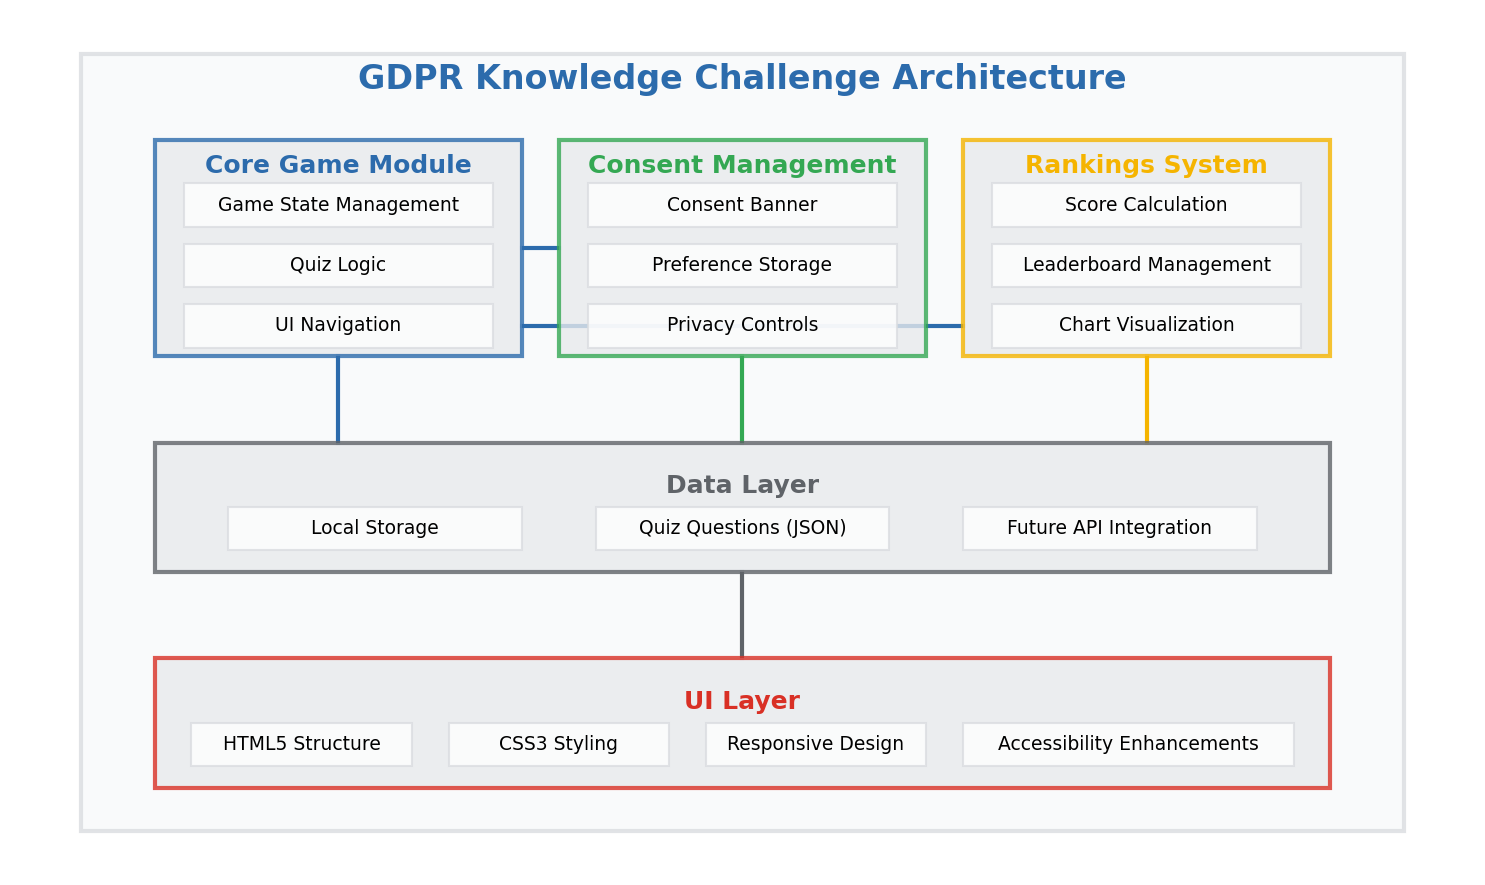 GDPR Knowledge Challenge Architecture
Core Game Module
Game State Management
Quiz Logic
UI Navigation
Consent Management
Consent Banner
Preference Storage
Privacy Controls
Rankings System
Score Calculation
Leaderboard Management
Chart Visualization
Data Layer
Local Storage
Quiz Questions (JSON)
Future API Integration
UI Layer
HTML5 Structure
CSS3 Styling
Responsive Design
Accessibility Enhancements